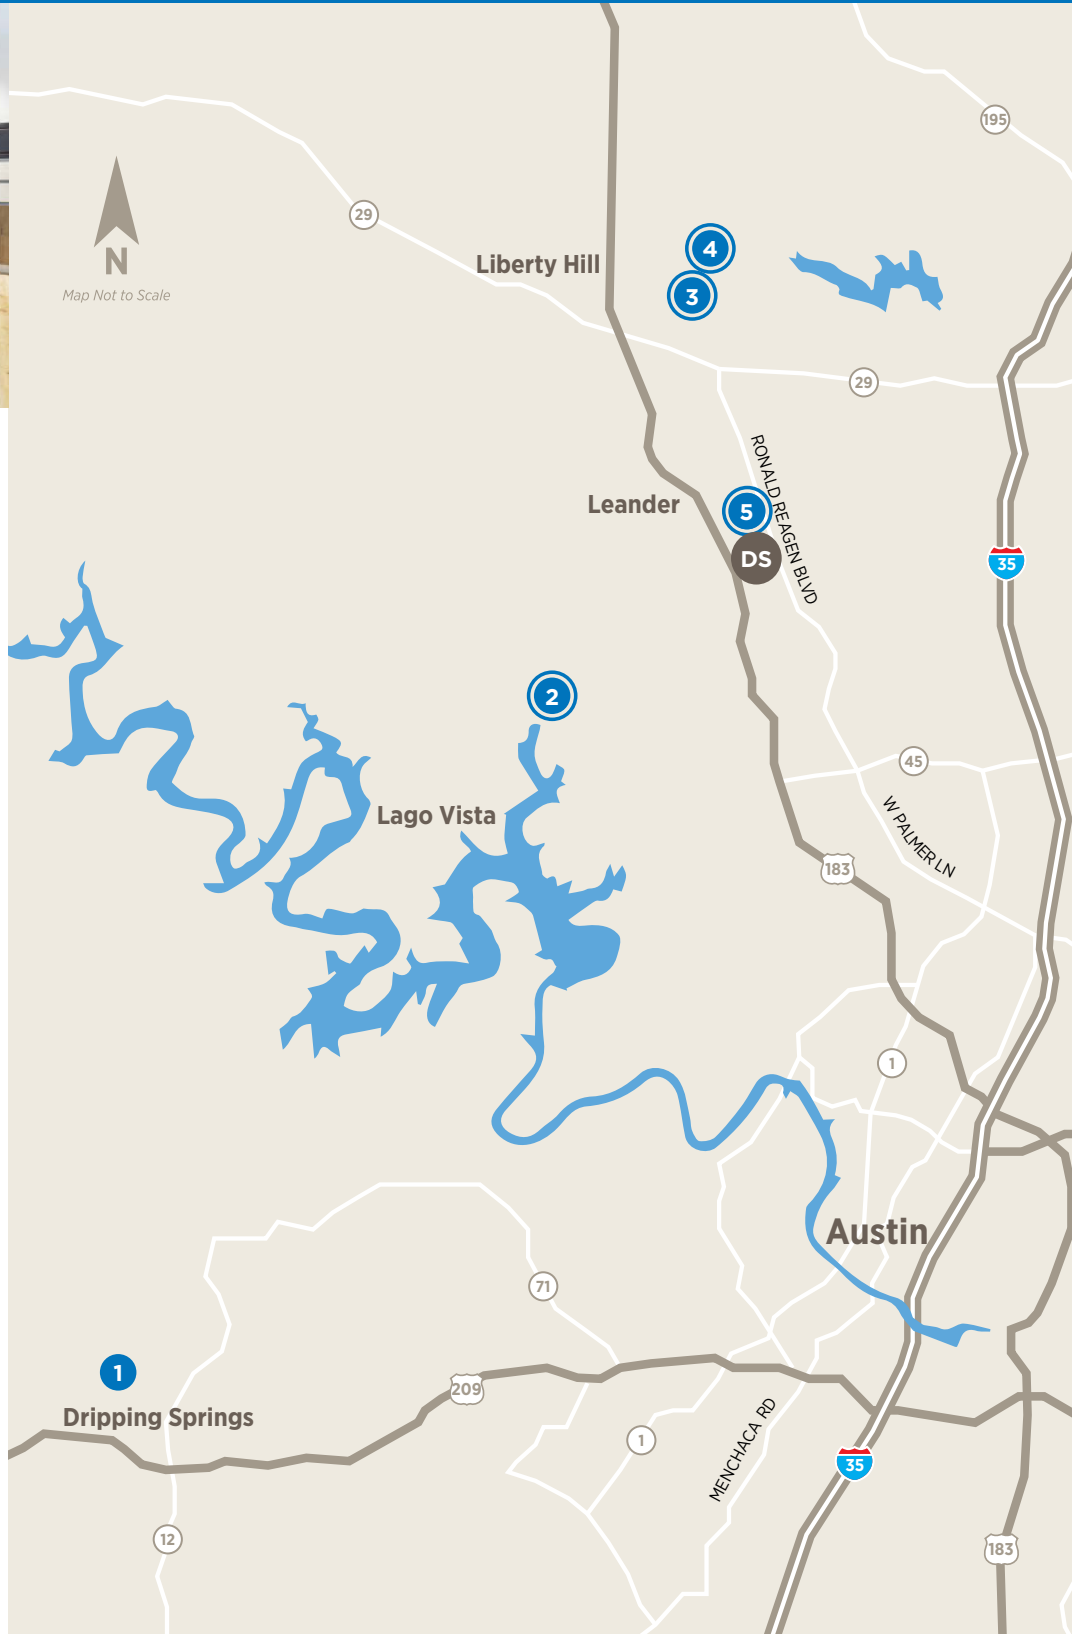 195
29
4
Liberty Hill
N
3
Map Not to Scale
29
RONALD REAGEN BLVD
Leander
5
DS
35
2
45
Lago Vista
W PALMER LN
183
1
Austin
71
1
209
Dripping Springs
MENCHACA RD
1
35
12
183